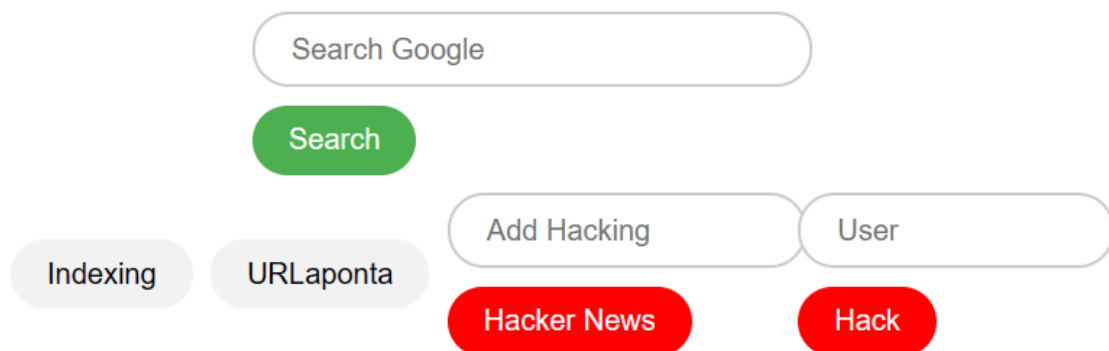 Search Google
Search
Add Hacking
User
Indexing
URLaponta
Hacker News
Hack